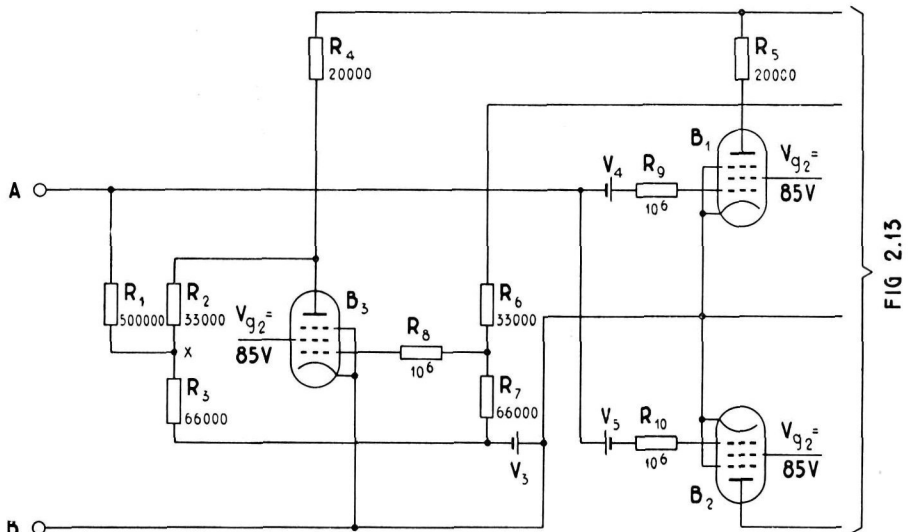 R4
20000
R5
20000
B1
Vg2=
85V
V4
R9
10^6
A
R1
500000
R2
33000
x
R3
66000
Vg2=
85V
B3
R8
10^6
R6
33000
R7
66000
V3
V5
R10
10^6
Vg2=
85V
B2
B
FIG 2.13